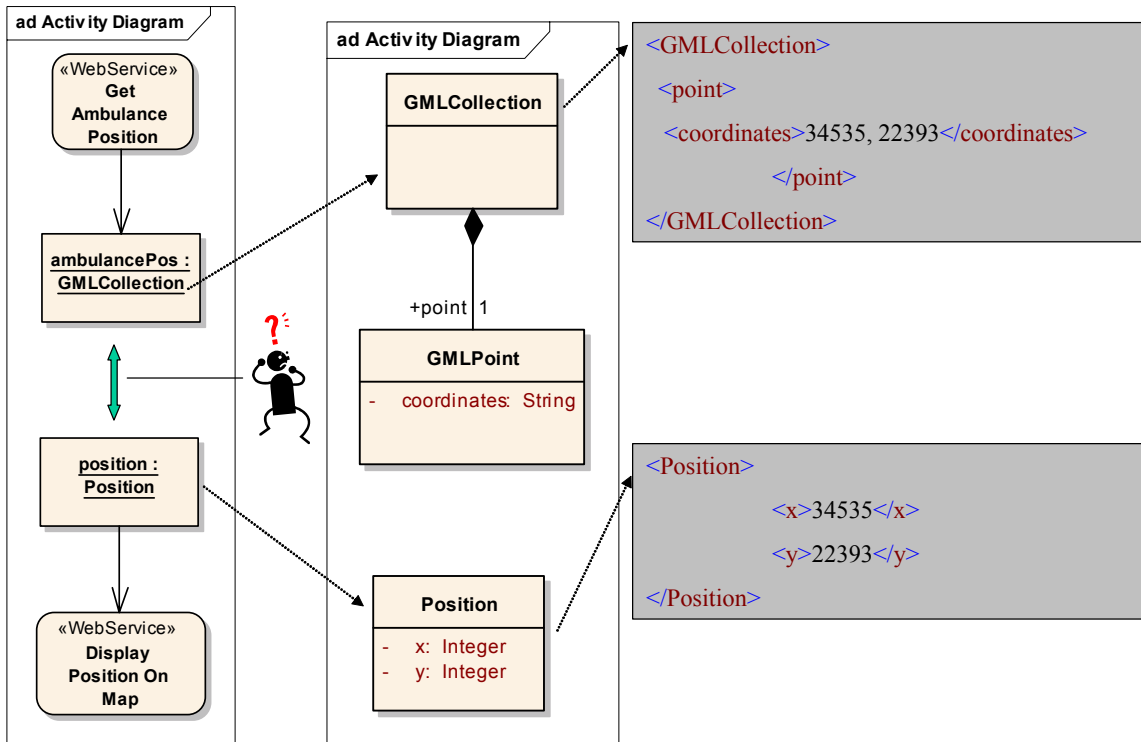 ad Activity Diagram
«WebService»
Get
Ambulance
Position
ambulancePos :
GMLCollection
position :
Position
«WebService»
Display
Position On
Map
?
ad Activity Diagram
GMLCollection
+point 1
GMLPoint
- coordinates: String
Position
- x: Integer
- y: Integer
<GMLCollection>
<point>
<coordinates>34535, 22393</coordinates>
</point>
</GMLCollection>
<Position>
<x>34535</x>
<y>22393</y>
</Position>